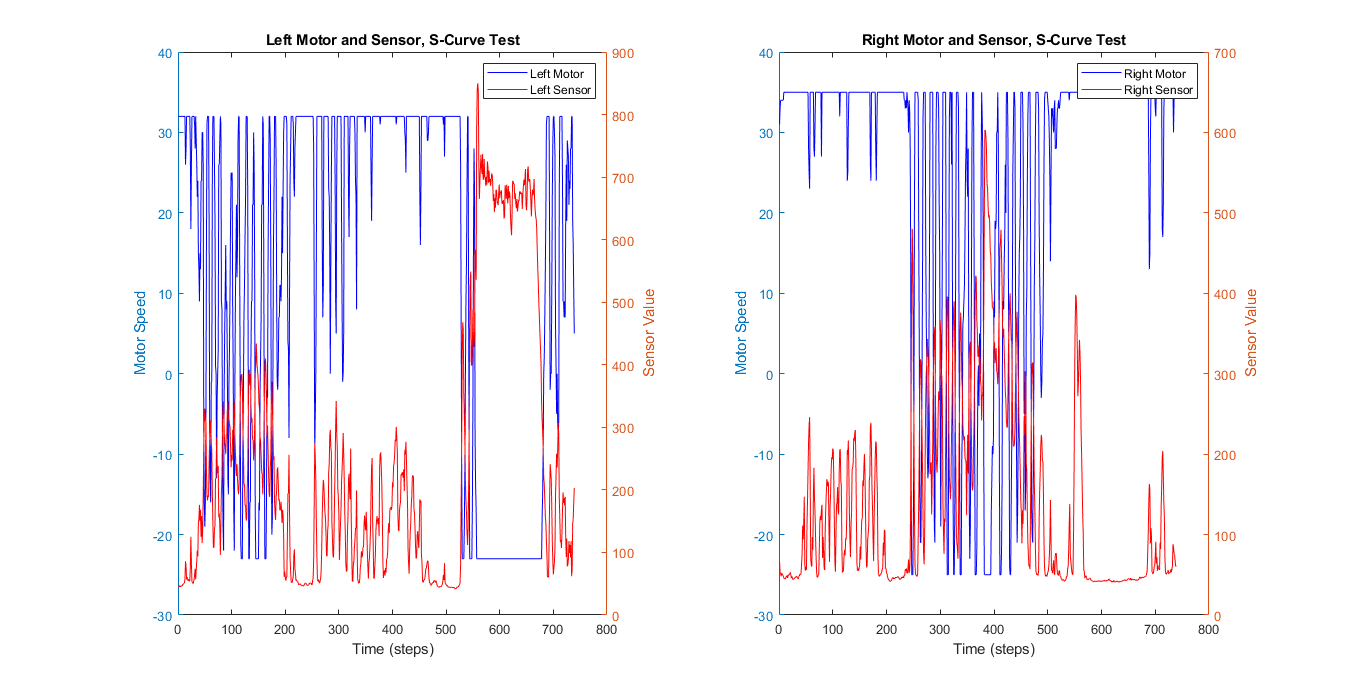 Left Motor and Sensor, S-Curve Test
40
30
20
10
0
-10
-20
-30
Motor Speed
900
800
700
600
500
400
300
200
100
0
Sensor Value
Left Motor
Left Sensor
0 100 200 300 400 500 600 700 800
Time (steps)
Right Motor and Sensor, S-Curve Test
40
30
20
10
0
-10
-20
-30
Motor Speed
700
600
500
400
300
200
100
0
Sensor Value
Right Motor
Right Sensor
0 100 200 300 400 500 600 700 800
Time (steps)